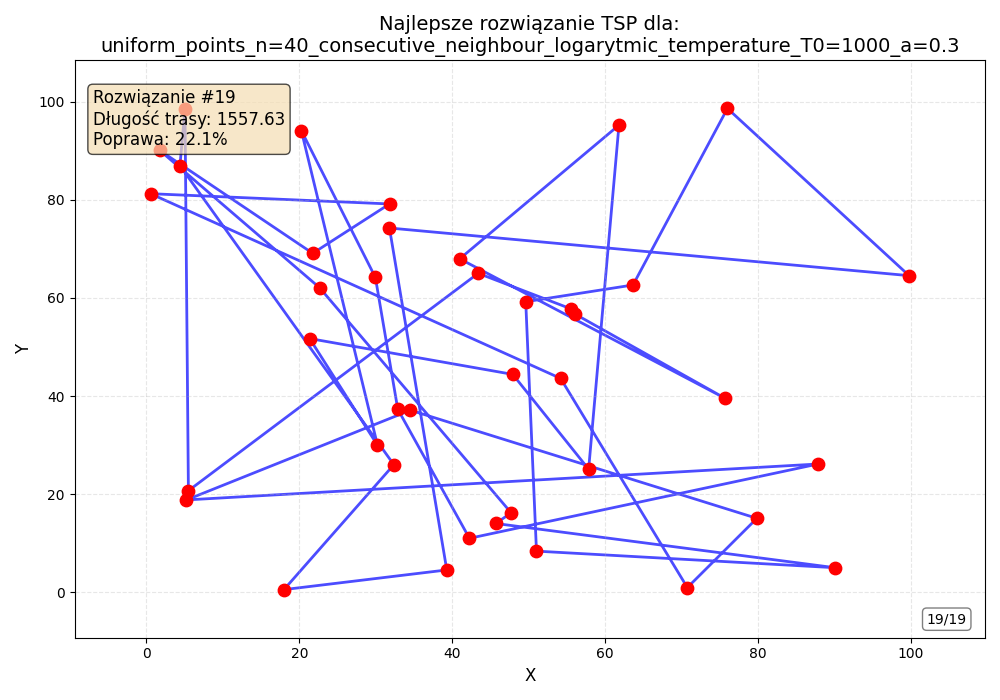 Najlepsze rozwiązanie TSP dla:
uniform_points_n=40_consecutive_neighbour_logarytmic_temperature_T0=1000_a=0.3
Rozwiązanie #19
Długość trasy: 1557.63
Poprawa: 22.1%
100
80
60
40
20
0
Y
19/19
0 20 40 60 80 100
X